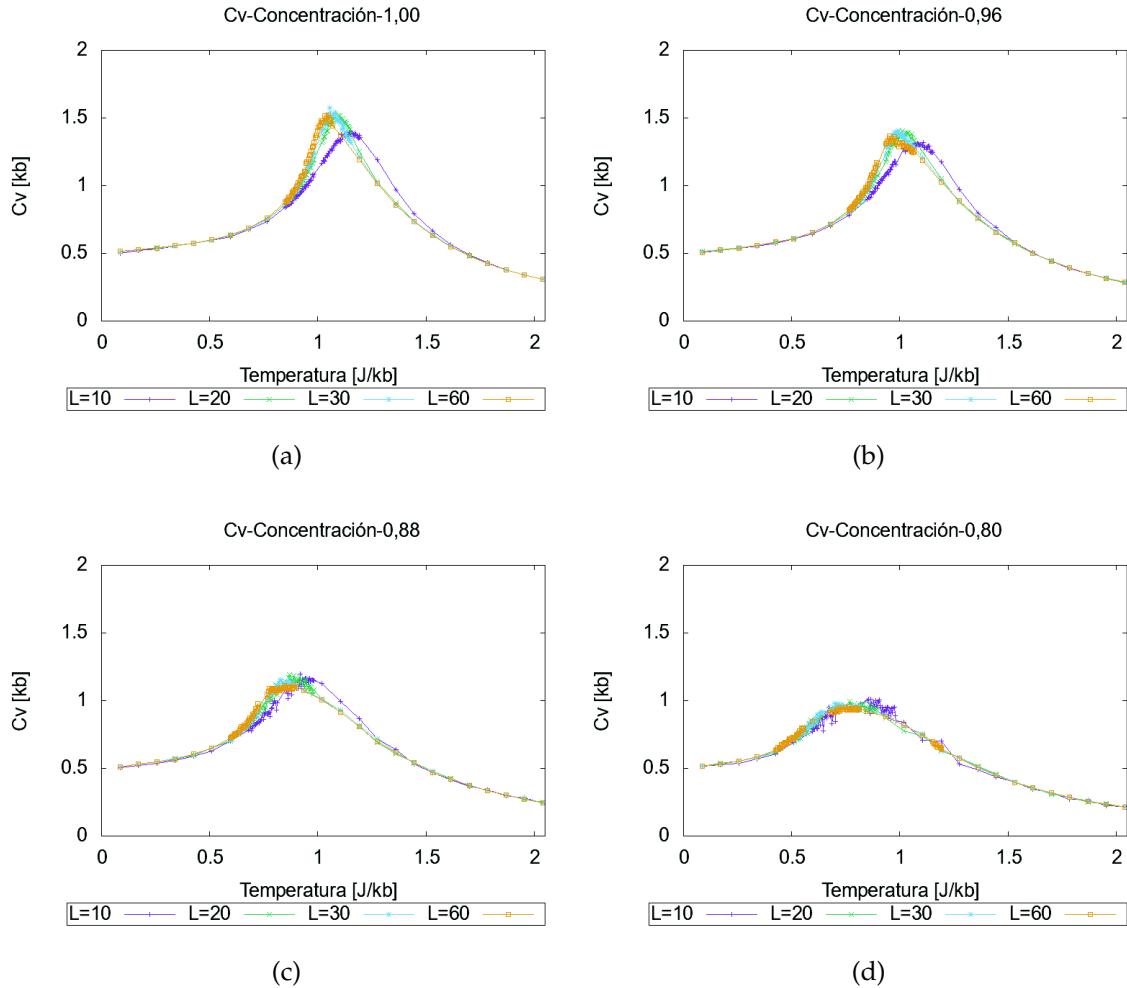 Cv-Concentración-1,00
2
1.5
1
0.5
0
Cv [kb]
0 0.5 1 1.5 2
Temperatura [J/kb]
L=10 L=20 L=30 L=60
(a)
Cv-Concentración-0,96
2
1.5
1
0.5
0
Cv [kb]
0 0.5 1 1.5 2
Temperatura [J/kb]
L=10 L=20 L=30 L=60
(b)
Cv-Concentración-0,88
2
1.5
1
0.5
0
Cv [kb]
0 0.5 1 1.5 2
Temperatura [J/kb]
L=10 L=20 L=30 L=60
(c)
Cv-Concentración-0,80
2
1.5
1
0.5
0
Cv [kb]
0 0.5 1 1.5 2
Temperatura [J/kb]
L=10 L=20 L=30 L=60
(d)